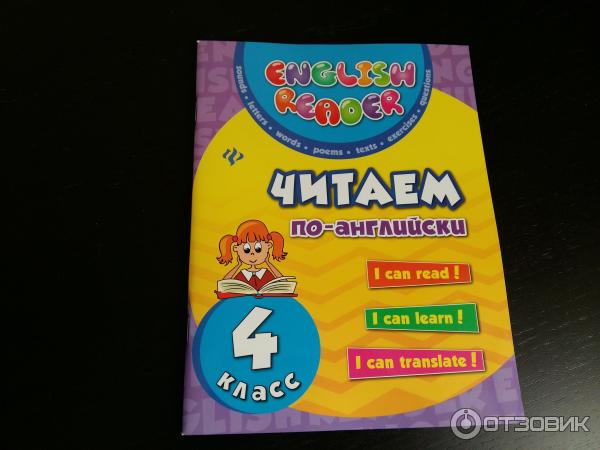 ENGLISH
READER
sounds • letters • words • poems • texts • exercises • questions
ЧИТАЕМ
по-английски
I can read!
I can learn!
I can translate!
4
класс
ОТЗОВИК